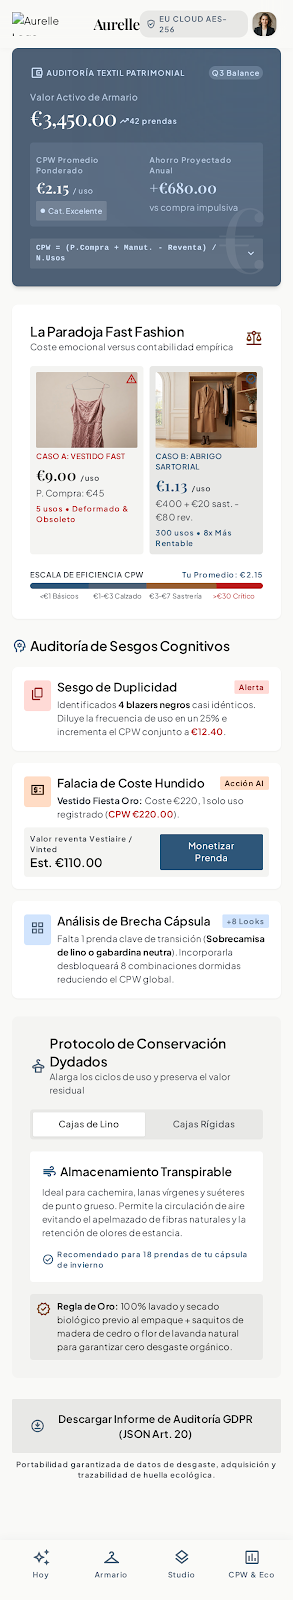 Aurelle
Aurelle
EU CLOUD AES-
256
AUDITORÍA TEXTIL PATRIMONIAL
Q3 Balance
Valor Activo de Armario
€3,450.00
42 prendas
CPW Promedio
Ponderado
€2.15 / uso
Cat. Excelente
Ahorro Proyectado
Anual
+€680.00
vs compra impulsiva
€
CPW = (P.Compra + Manut. - Reventa) /
N.Usos
La Paradoja Fast Fashion
Coste emocional versus contabilidad empírica
CASO A: VESTIDO FAST
€9.00 /uso
P. Compra: €45
5 usos • Deformado &
Obsoleto
CASO B: ABRIGO
SARTORIAL
€1.13 /uso
€400 + €20 sast. -
€80 rev.
300 usos • 8x Más
Rentable
ESCALA DE EFICIENCIA CPW
Tu Promedio: €2.15
<€1 Básicos
€1-€3 Calzado
€3-€7 Sastrería
>€30 Crítico
Auditoría de Sesgos Cognitivos
Sesgo de Duplicidad
Alerta
Identificados 4 blazers negros casi idénticos.
Diluye la frecuencia de uso en un 25% e
incrementa el CPW conjunto a €12.40.
Falacia de Coste Hundido
Acción AI
Vestido Fiesta Oro: Coste €220, 1 solo uso
registrado (CPW €220.00).
Valor reventa Vestiaire /
Vinted
Est. €110.00
Monetizar
Prenda
Análisis de Brecha Cápsula
+8 Looks
Falta 1 prenda clave de transición (Sobrecamisa
de lino o gabardina neutra). Incorporarla
desbloqueará 8 combinaciones dormidas
reduciendo el CPW global.
Protocolo de Conservación
Dydados
Alarga los ciclos de uso y preserva el valor
residual
Cajas de Lino
Cajas Rígidas
Almacenamiento Transpirable
Ideal para cachemira, lanas vírgenes y suéteres
de punto grueso. Permite la circulación de aire
evitando el apelmazado de fibras naturales y la
retención de olores de estancia.
Recomendado para 18 prendas de tu cápsula
de invierno
Regla de Oro: 100% lavado y secado
biológico previo al empaque + saquitos de
madera de cedro o flor de lavanda natural
para garantizar cero desgaste orgánico.
Descargar Informe de Auditoría GDPR
(JSON Art. 20)
Portabilidad garantizada de datos de desgaste, adquisición y
trazabilidad de huella ecológica.
Hoy
Armario
Studio
CPW & Eco